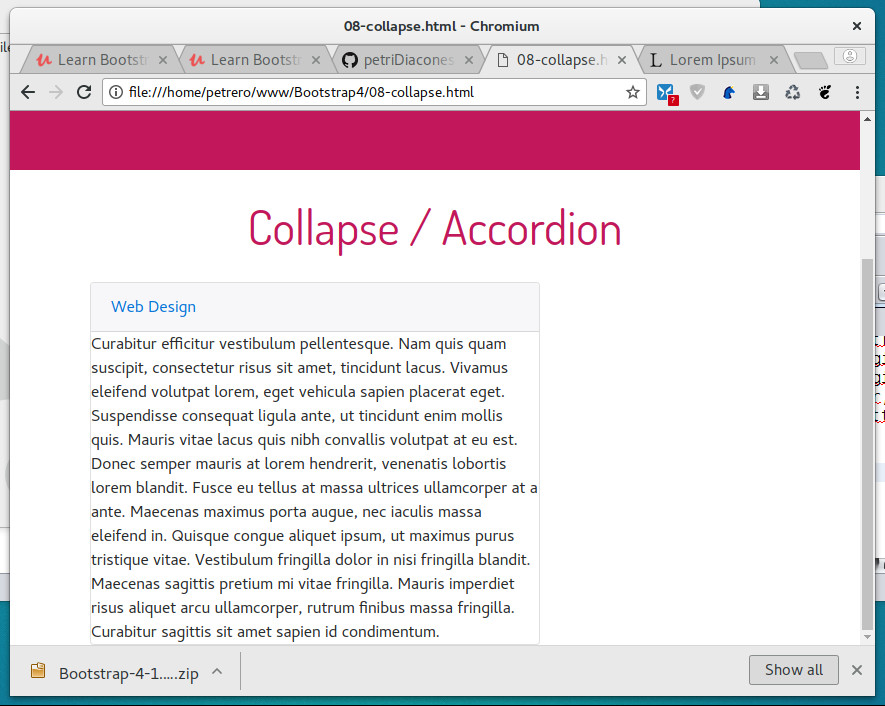 08-collapse.html - Chromium
Learn Bootst
Learn Bootst
petriDiacones
08-collapse.h
Lorem Ipsum
file:///home/petrero/www/Bootstrap4/08-collapse.html
Collapse / Accordion
Web Design
Curabitur efficitur vestibulum pellentesque. Nam quis quam
suscipit, consectetur risus sit amet, tincidunt lacus. Vivamus
eleifend volutpat lorem, eget vehicula sapien placerat eget.
Suspendisse consequat ligula ante, ut tincidunt enim mollis
quis. Mauris vitae lacus quis nibh convallis volutpat at eu est.
Donec semper mauris at lorem hendrerit, venenatis lobortis
lorem blandit. Fusce eu tellus at massa ultrices ullamcorper at a
ante. Maecenas maximus porta augue, nec iaculis massa
eleifend in. Quisque congue aliquet ipsum, ut maximus purus
tristique vitae. Vestibulum fringilla dolor in nisi fringilla blandit.
Maecenas sagittis pretium mi vitae fringilla. Mauris imperdiet
risus aliquet arcu ullamcorper, rutrum finibus massa fringilla.
Curabitur sagittis sit amet sapien id condimentum.
Bootstrap-4-1.....zip
Show all